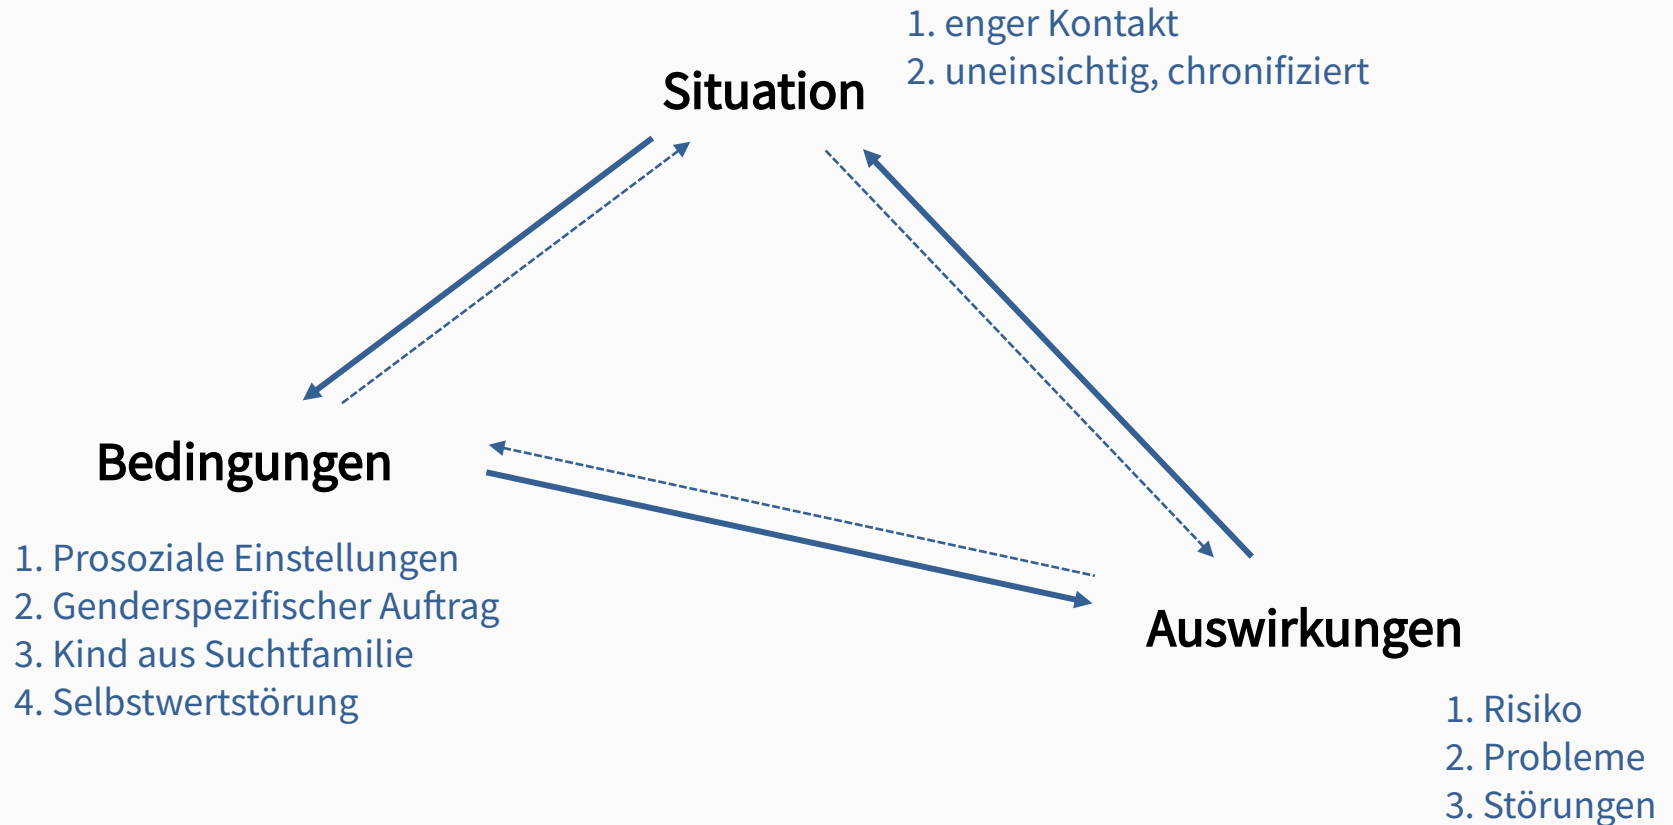 1. enger Kontakt
2. uneinsichtig, chronifiziert
Situation
Bedingungen
1. Prosoziale Einstellungen
2. Genderspezifischer Auftrag
3. Kind aus Suchtfamilie
4. Selbstwertstörung
Auswirkungen
1. Risiko
2. Probleme
3. Störungen